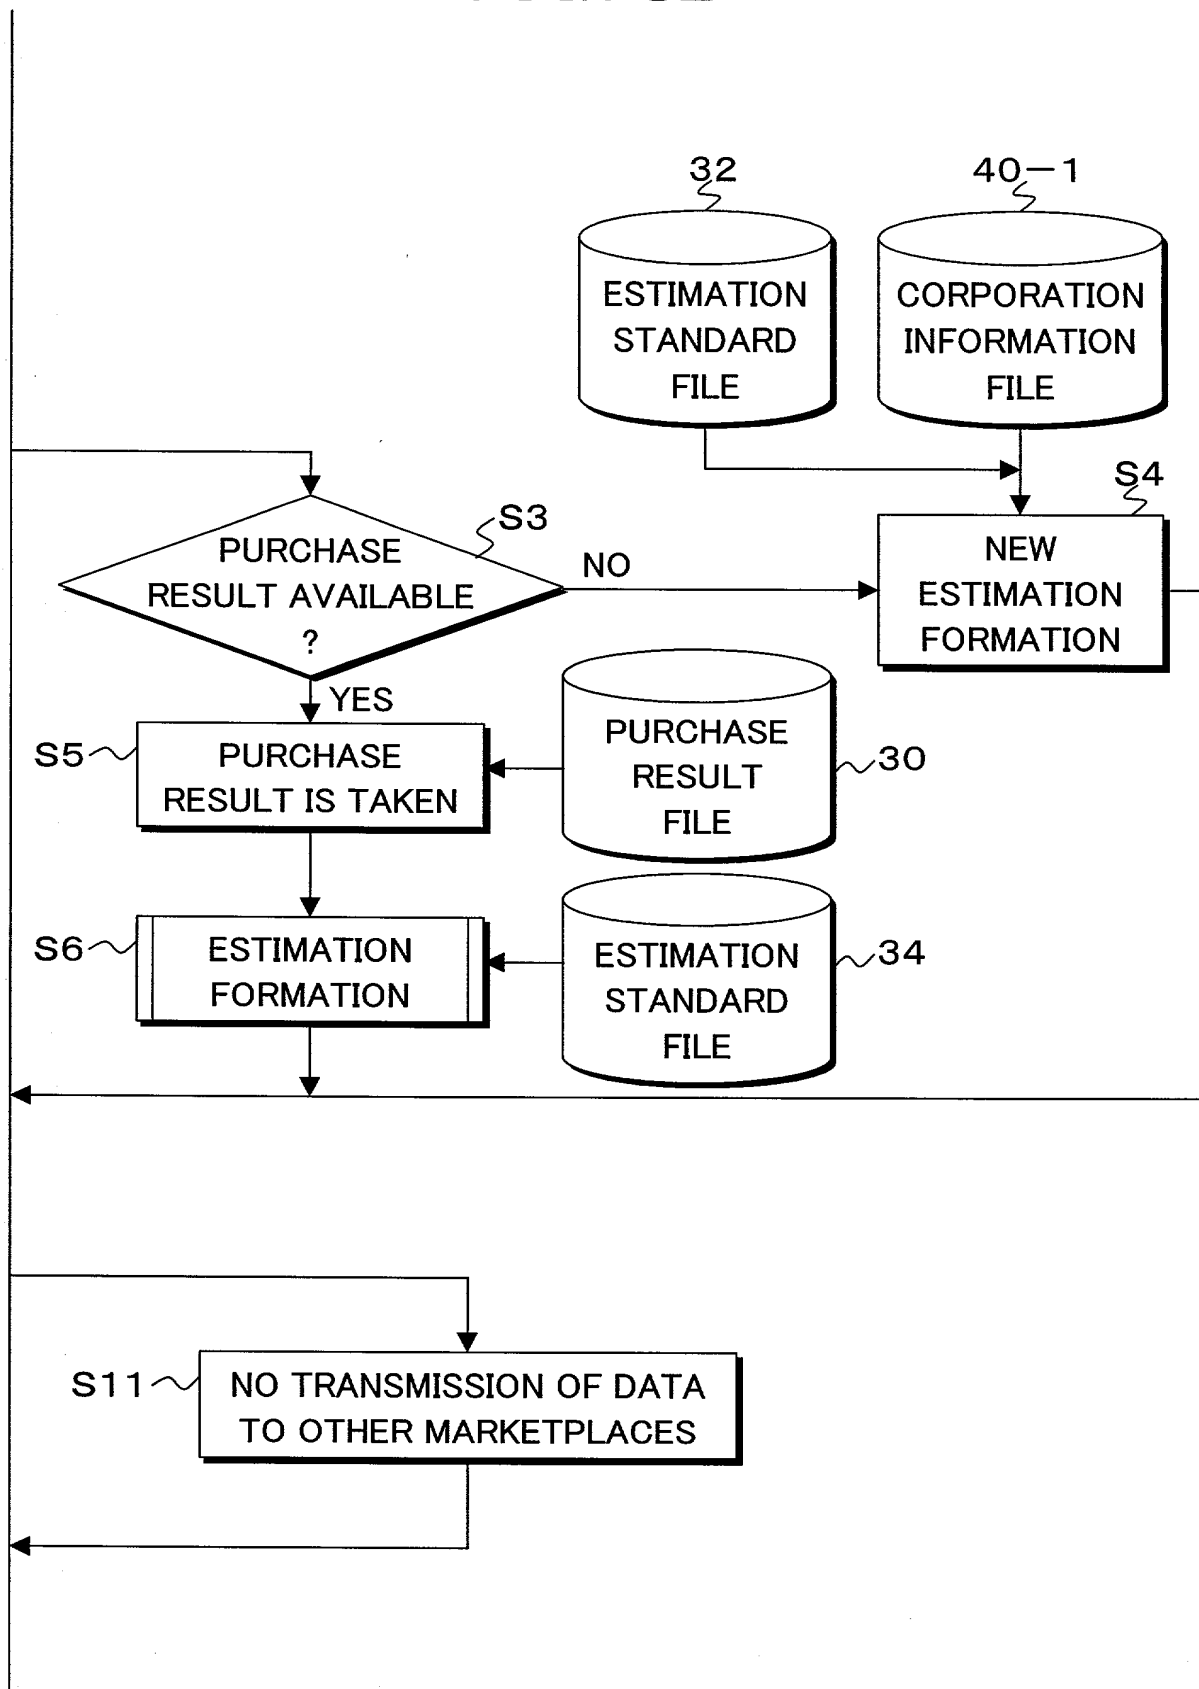 32
40-1
ESTIMATION
STANDARD
FILE
CORPORATION
INFORMATION
FILE
S4
S3
PURCHASE
RESULT AVAILABLE
?
NO
NEW
ESTIMATION
FORMATION
YES
S5
PURCHASE
RESULT IS TAKEN
PURCHASE
RESULT
FILE
30
S6
ESTIMATION
FORMATION
ESTIMATION
STANDARD
FILE
34
S11
NO TRANSMISSION OF DATA
TO OTHER MARKETPLACES